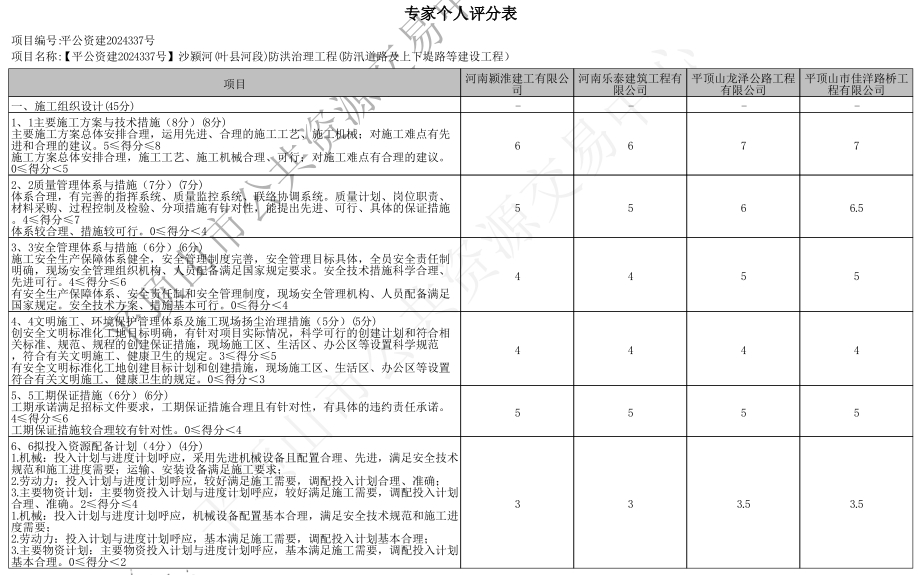 专家个人评分表
项目编号:平公资建2024337号
项目名称:【平公资建2024337号】沙颍河(叶县河段)防洪治理工程(防汛道路及上下堤路等建设工程)
项目
河南颍淮建工有限公司
河南乐泰建筑工程有限公司
平顶山龙泽公路工程有限公司
平顶山市佳洋路桥工程有限公司
一、施工组织设计(45分)
- - - -
1、1主要施工方案与技术措施（8分）(8分)
主要施工方案总体安排合理，运用先进、合理的施工工艺、施工机械；对施工难点有先
进和合理的建议。5≤得分≤8
施工方案总体安排合理，施工工艺、施工机械合理、可行；对施工难点有合理的建议。
0≤得分＜5
6 6 7 7
2、2质量管理体系与措施（7分）(7分)
体系合理，有完善的指挥系统、质量监控系统、联络协调系统。质量计划、岗位职责、
材料采购、过程控制及检验、分项措施有针对性，能提出先进、可行、具体的保证措施
。4≤得分≤7
体系较合理、措施较可行。0≤得分＜4
5 5 6 6.5
3、3安全管理体系与措施（6分）(6分)
施工安全生产保障体系健全，安全管理制度完善，安全管理目标具体，全员安全责任制
明确，现场安全管理组织机构、人员配备满足国家规定要求。安全技术措施科学合理、
先进可行。4≤得分≤6
有安全生产保障体系、安全责任制和安全管理制度，现场安全管理机构、人员配备满足
国家规定。安全技术方案、措施基本可行。0≤得分＜4
4 4 5 5
4、4文明施工、环境保护管理体系及施工现场扬尘治理措施（5分）(5分)
创安全文明标准化工地目标明确，有针对项目实际情况，科学可行的创建计划和符合相
关标准、规范、规程的创建保证措施，现场施工区、生活区、办公区等设置科学规范
，符合有关文明施工、健康卫生的规定。3≤得分≤5
有安全文明标准化工地创建目标计划和创建措施，现场施工区、生活区、办公区等设置
符合有关文明施工、健康卫生的规定。0≤得分＜3
4 4 4 4
5、5工期保证措施（6分）(6分)
工期承诺满足招标文件要求，工期保证措施合理且有针对性，有具体的违约责任承诺。
4≤得分≤6
工期保证措施较合理较有针对性。0≤得分＜4
5 5 5 5
6、6拟投入资源配备计划（4分）(4分)
1.机械：投入计划与进度计划呼应，采用先进机械设备且配置合理、先进，满足安全技术
规范和施工进度需要；运输、安装设备满足施工要求；
2.劳动力：投入计划与进度计划呼应，较好满足施工需要，调配投入计划合理、准确；
3.主要物资计划：主要物资投入计划与进度计划呼应，较好满足施工需要，调配投入计划
合理、准确。2≤得分≤4
1.机械：投入计划与进度计划呼应，机械设备配置基本合理，满足安全技术规范和施工进
度需要；
2.劳动力：投入计划与进度计划呼应，基本满足施工需要，调配投入计划基本合理；
3.主要物资计划：主要物资投入计划与进度计划呼应，基本满足施工需要，调配投入计划
基本合理。0≤得分＜2
3 3 3.5 3.5
平顶山市公共资源交易中心
平顶山市公共资源交易中心